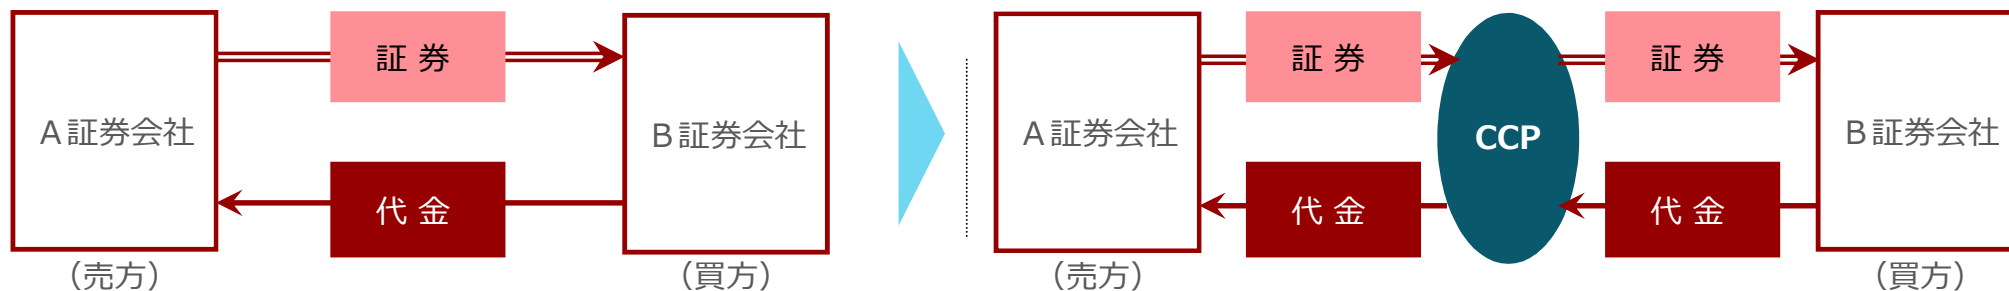 証 券
A証券会社
B証券会社
代 金
（売方）
（買方）
証 券
証 券
A証券会社
CCP
B証券会社
代 金
代 金
（売方）
（買方）